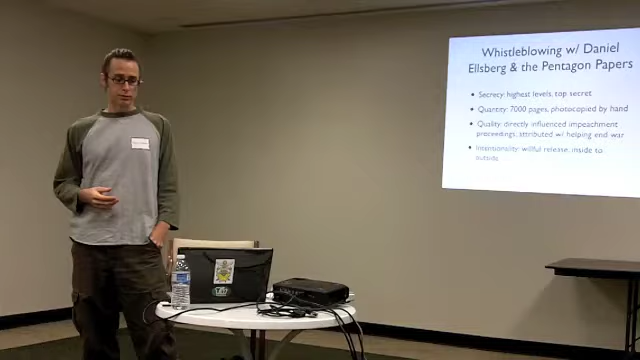 Whistleblowing w/ Daniel
Ellsberg & the Pentagon Papers
• Secrecy: highest levels, top secret
• Quantity: 7000 pages, photocopied by hand
• Quality: directly influenced impeachment
proceedings, attributed w/ helping end war
• Intentionality: willful release, inside to
outside